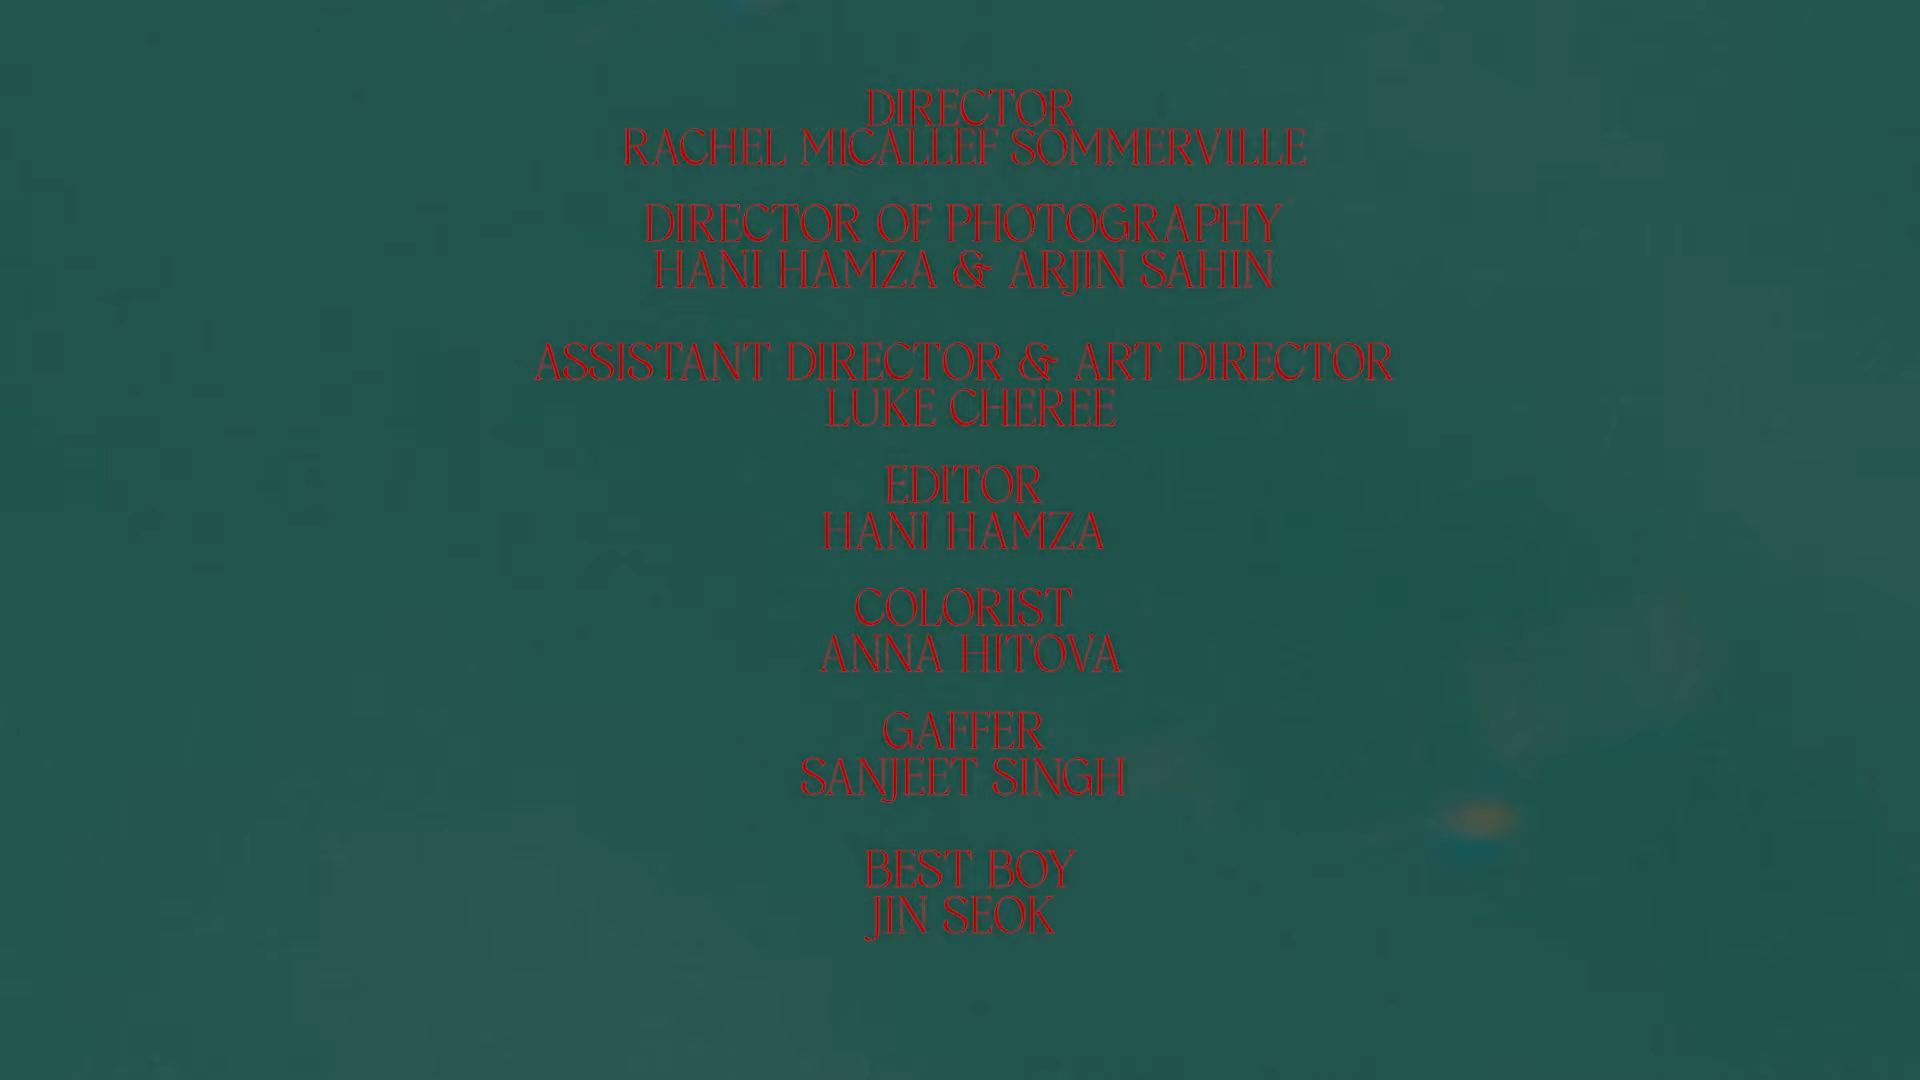 DIRECTOR
RACHEL MICALLEF SOMMERVILLE
DIRECTOR OF PHOTOGRAPHY
HANI HAMZA & ARJIN SAHIN
ASSISTANT DIRECTOR & ART DIRECTOR
LUKE CHEREE
EDITOR
HANI HAMZA
COLORIST
ANNA HITOVA
GAFFER
SANJEET SINGH
BEST BOY
JIN SEOK